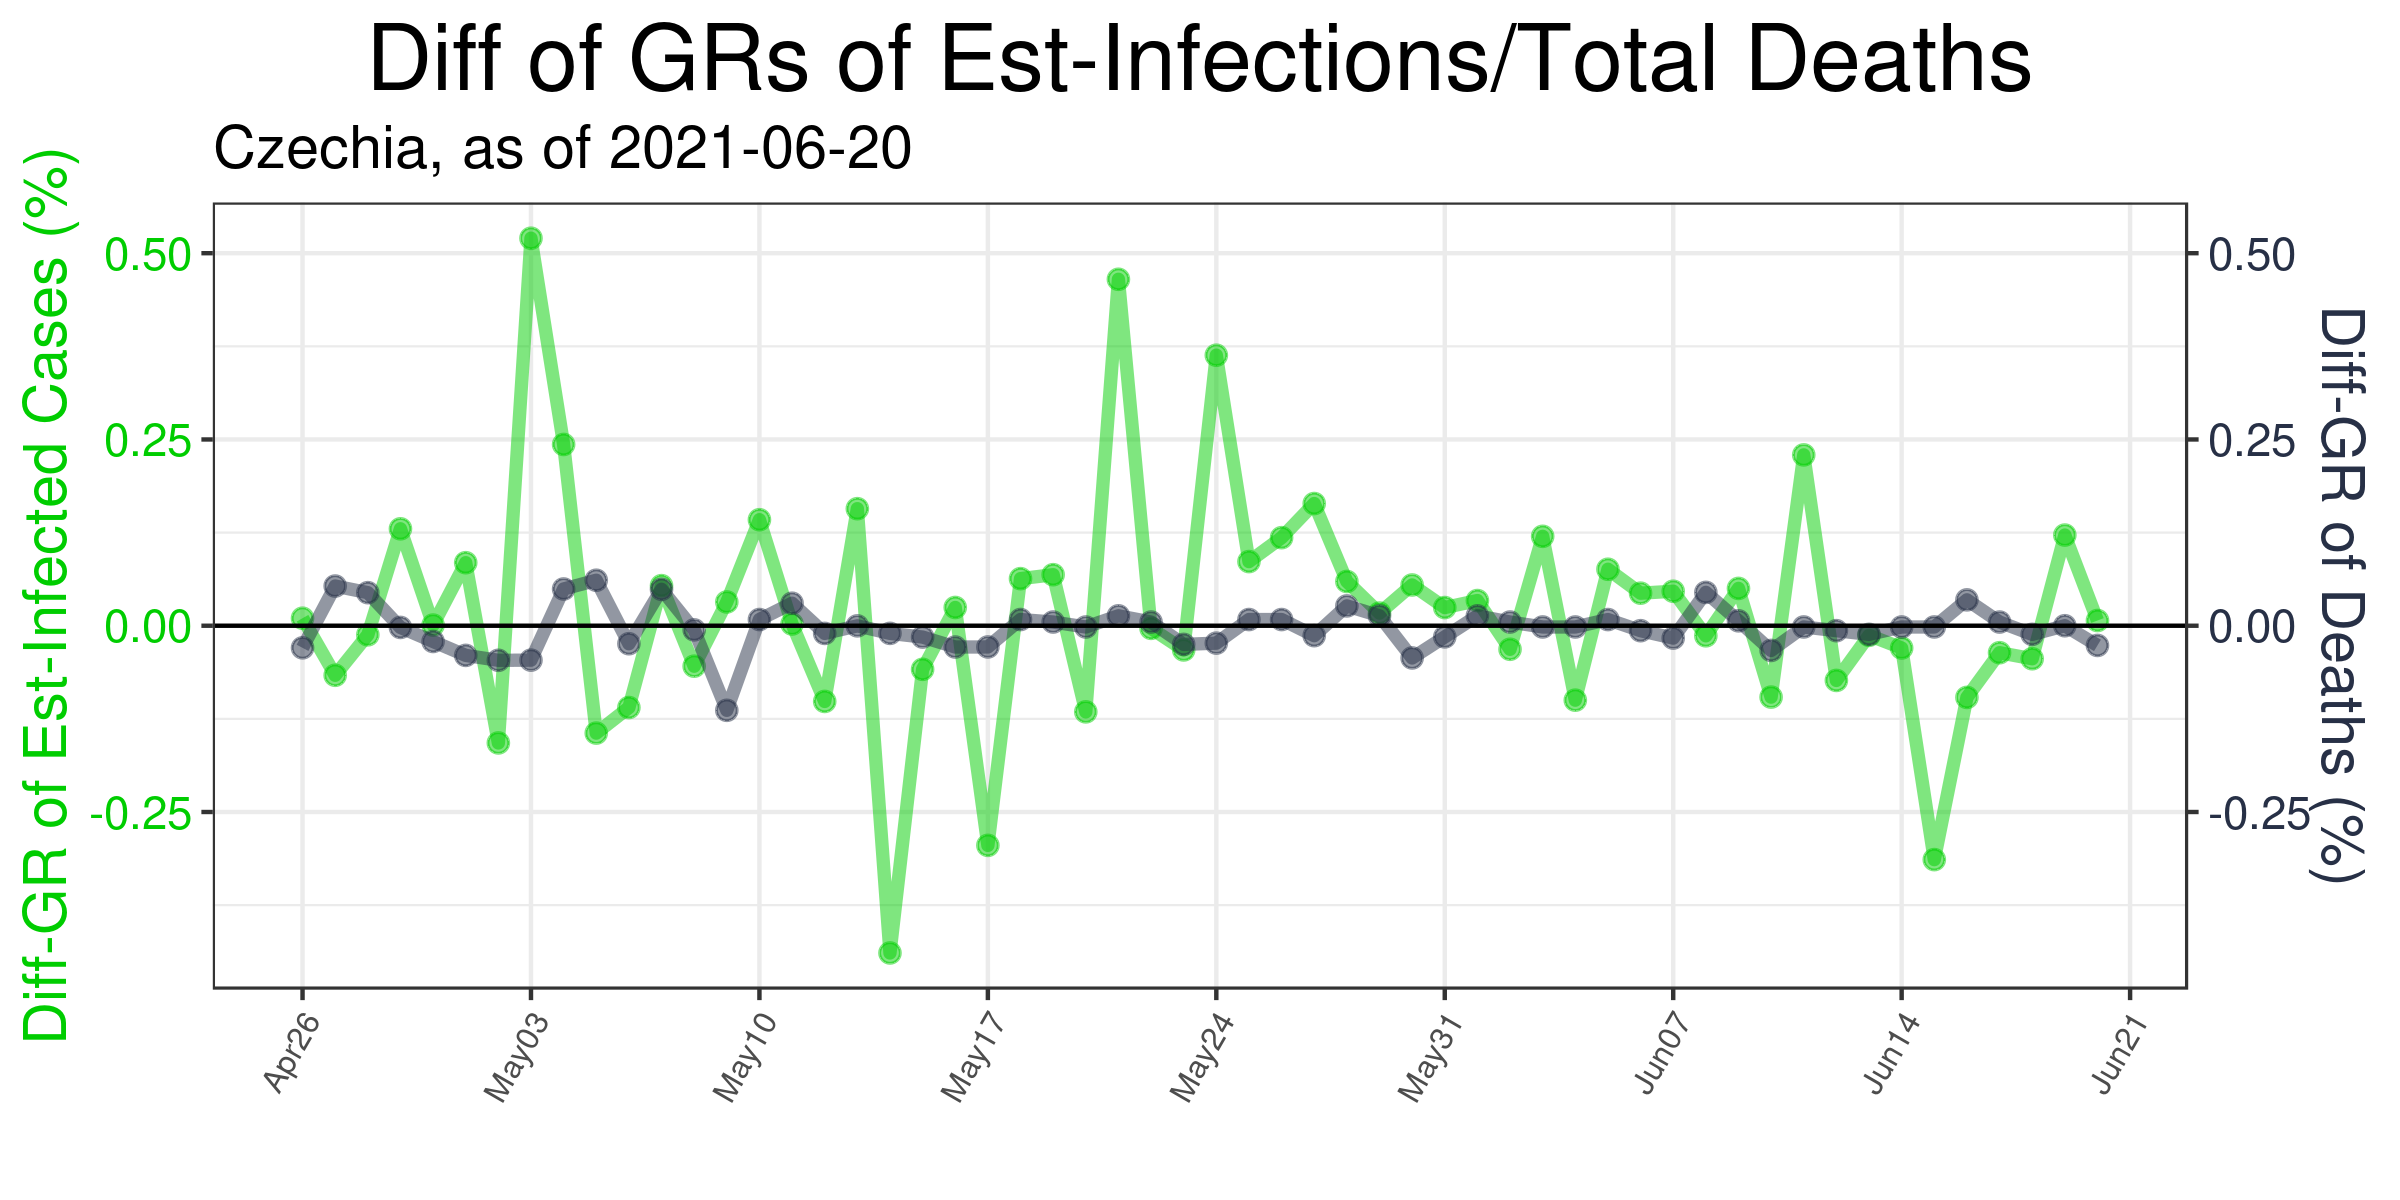 Diff of GRs of Est-Infections/Total Deaths
Czechia, as of 2021-06-20
Diff-GR of Est-Infected Cases (%)
0.50
0.25
0.00
-0.25
0.50
0.25
0.00
-0.25
Diff-GR of Deaths (%)
Apr26
May03
May10
May17
May24
May31
Jun07
Jun14
Jun21